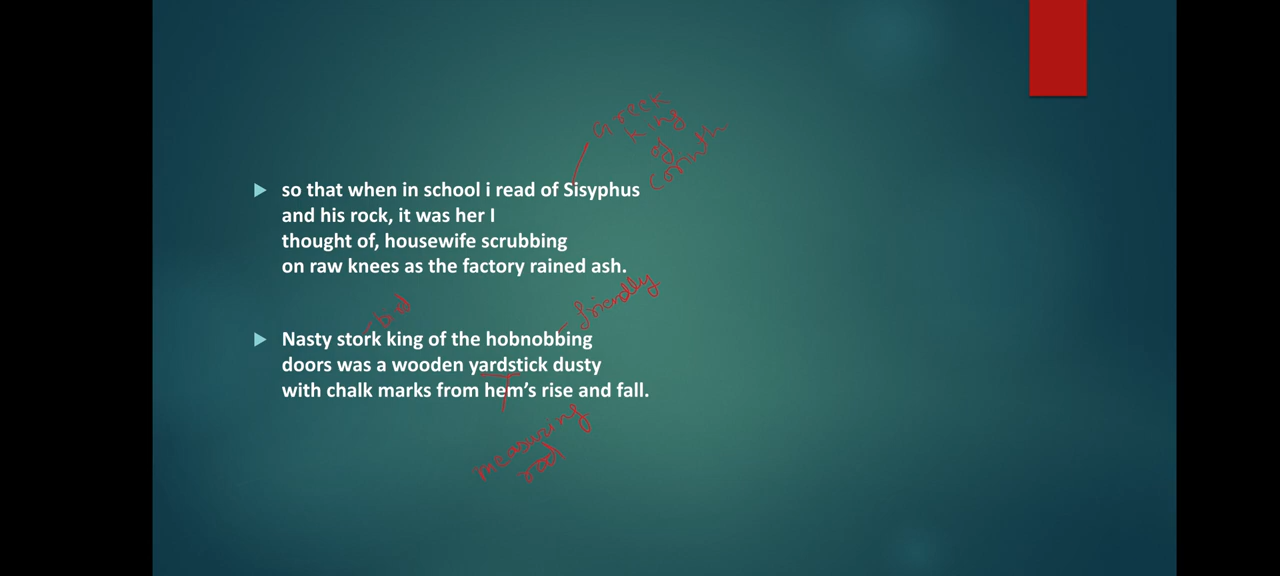 Greek
king
of
Corinth
so that when in school i read of Sisyphus
and his rock, it was her I
thought of, housewife scrubbing
on raw knees as the factory rained ash.
- bird
- friendly
Nasty stork king of the hobnobbing
doors was a wooden yardstick dusty
with chalk marks from hem’s rise and fall.
measuring
rod